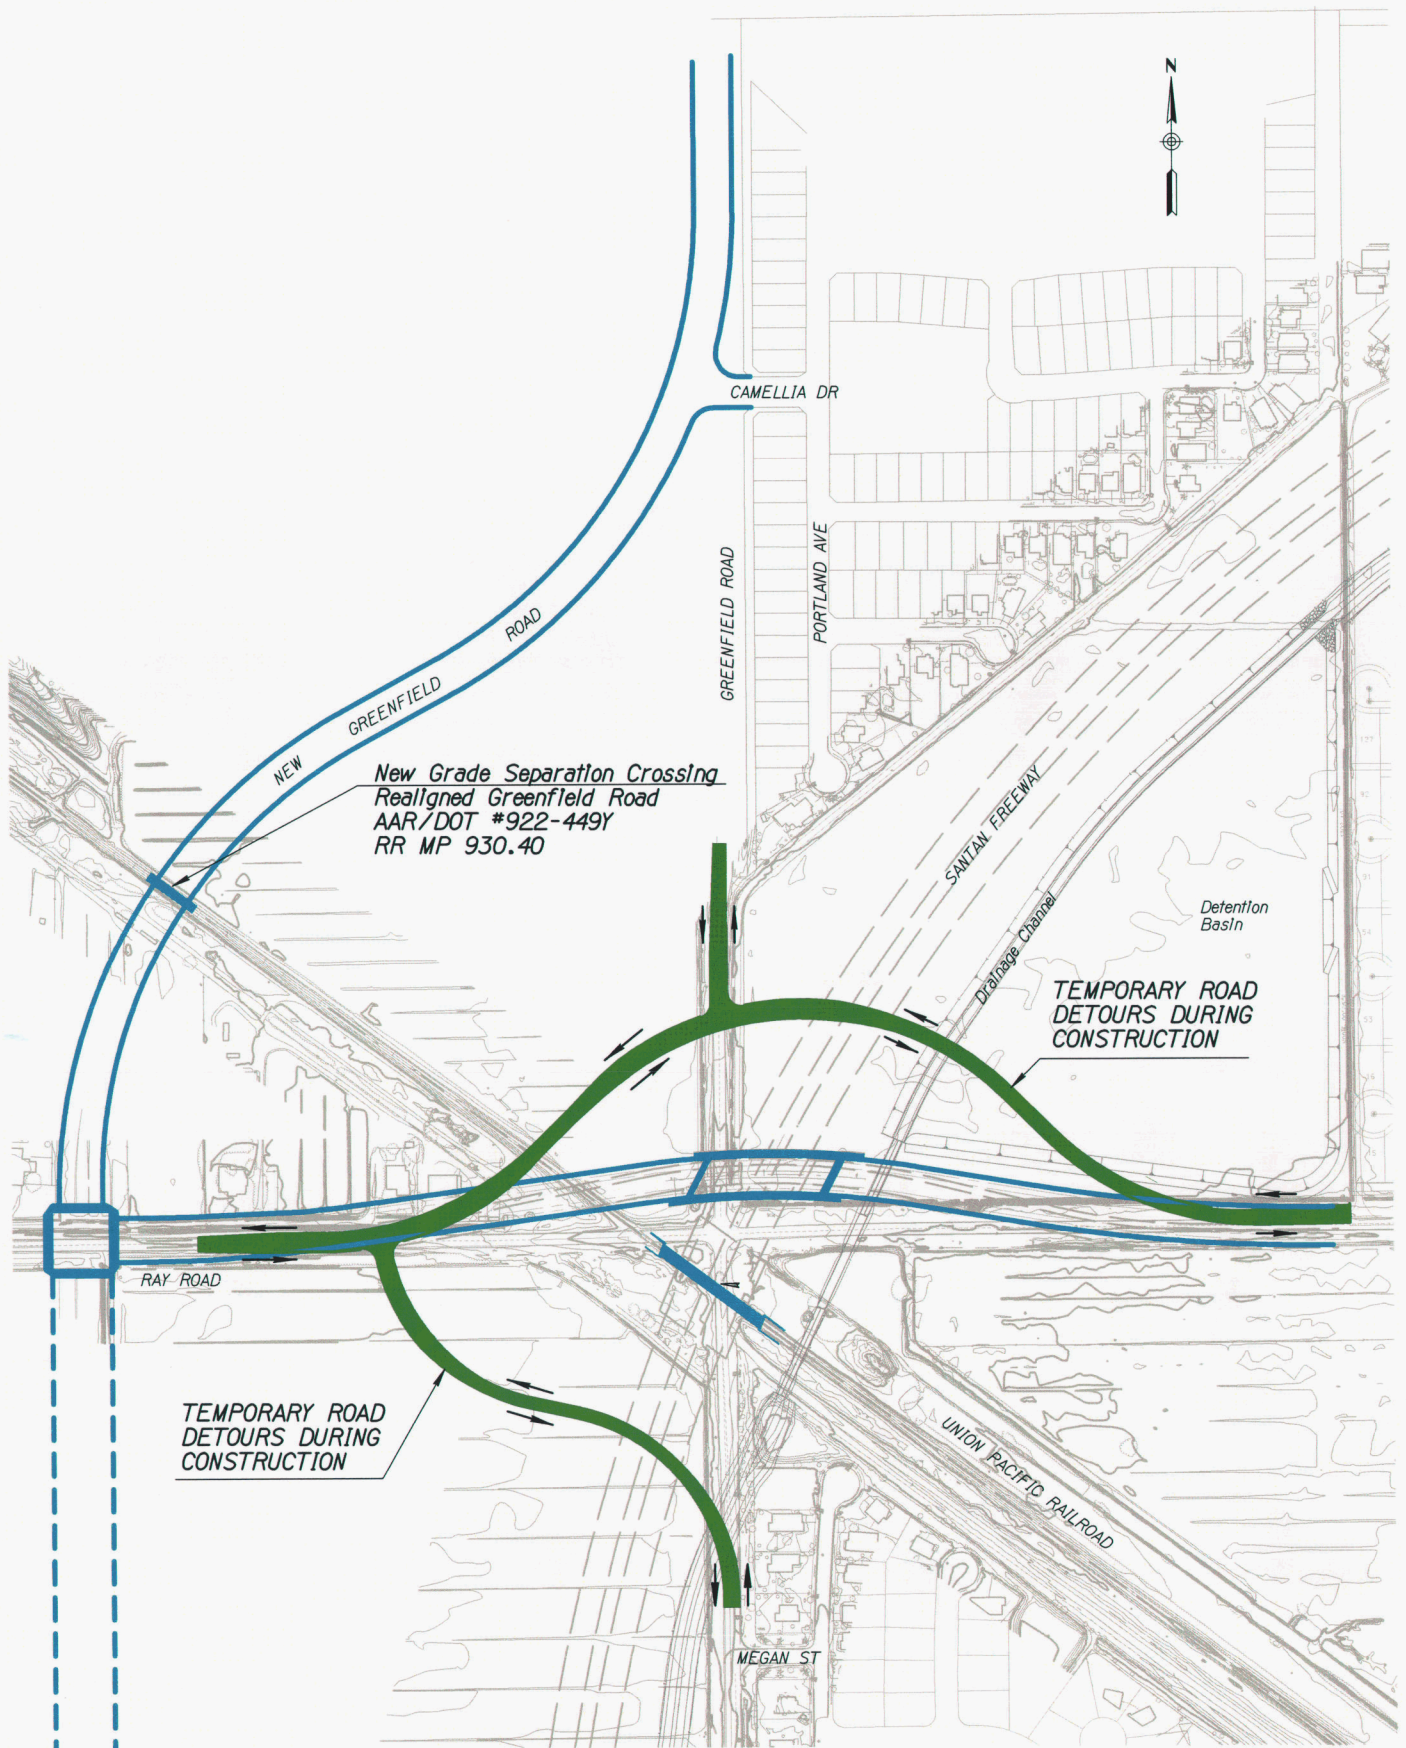 N
CAMELLIA DR
GREENFIELD ROAD
PORTLAND AVE
NEW GREENFIELD ROAD
New Grade Separation Crossing
Realigned Greenfield Road
AAR/DOT #922-449Y
RR MP 930.40
SANTAN FREEWAY
Drainage Channel
Detention
Basin
TEMPORARY ROAD
DETOURS DURING
CONSTRUCTION
RAY ROAD
TEMPORARY ROAD
DETOURS DURING
CONSTRUCTION
UNION PACIFIC RAILROAD
MEGAN ST